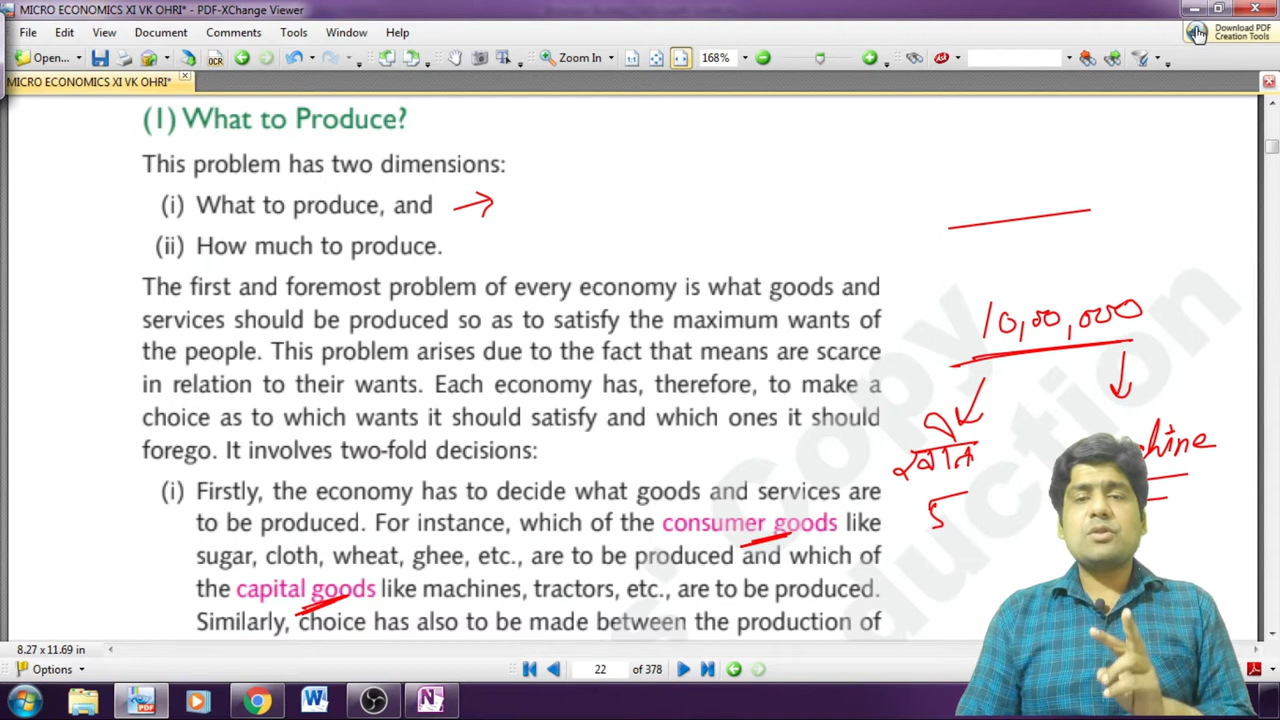 MICRO ECONOMICS XI VK OHRI* - PDF-XChange Viewer
File Edit View Document Comments Tools Window Help
Download PDF Creation Tools
Open... OCR Zoom In 168%
MICRO ECONOMICS XI VK OHRI*
(1) What to Produce?
This problem has two dimensions:
(i) What to produce, and
(ii) How much to produce.
The first and foremost problem of every economy is what goods and
services should be produced so as to satisfy the maximum wants of
the people. This problem arises due to the fact that means are scarce
in relation to their wants. Each economy has, therefore, to make a
choice as to which wants it should satisfy and which ones it should
forego. It involves two-fold decisions:
(i) Firstly, the economy has to decide what goods and services are
to be produced. For instance, which of the consumer goods like
sugar, cloth, wheat, ghee, etc., are to be produced and which of
the capital goods like machines, tractors, etc., are to be produced.
Similarly, choice has also to be made between the production of
10,00,000
hine
5
8.27 x 11.69 in
Options 22 of 378